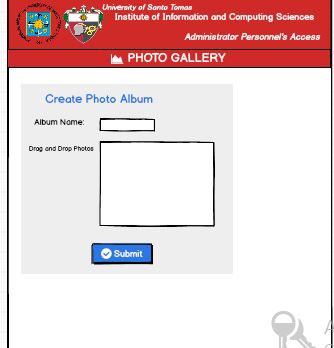 University of Santo Tomas
Institute of Information and Computing Sciences
Administrator Personnel's Access
PHOTO GALLERY
Create Photo Album
Album Name:
Drag and Drop Photos
Submit